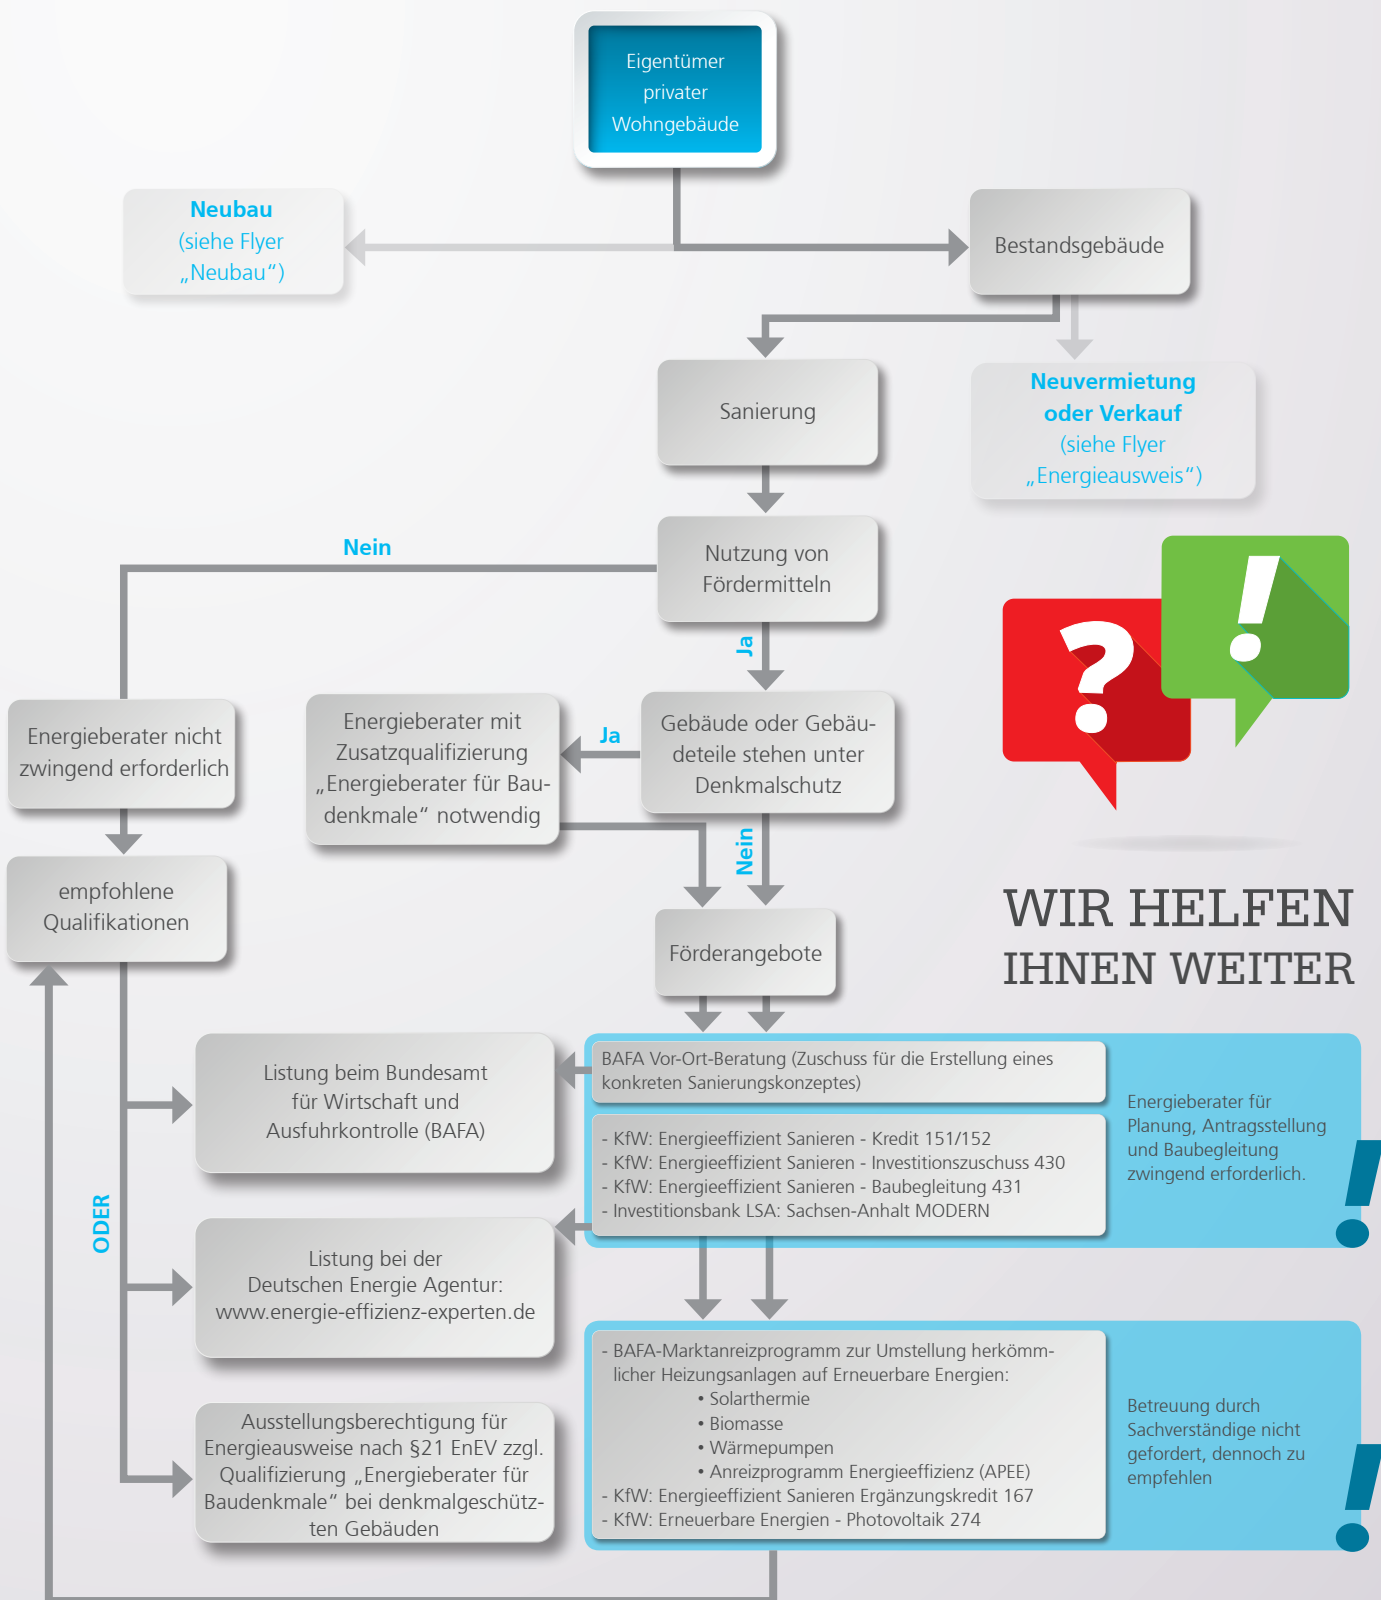 Eigentümer
privater
Wohngebäude
Neubau
(siehe Flyer
„Neubau“)
Bestandsgebäude
Sanierung
Neuvermietung
oder Verkauf
(siehe Flyer
„Energieausweis“)
Nein
Nutzung von
Fördermitteln
Ja
Energieberater nicht
zwingend erforderlich
Energieberater mit
Zusatzqualifizierung
„Energieberater für Bau-
denkmale“ notwendig
Ja
Gebäude oder Gebäu-
deteile stehen unter
Denkmalschutz
Nein
?
!
empfohlene
Qualifikationen
Förderangebote
WIR HELFEN
IHNEN WEITER
ODER
Listung beim Bundesamt
für Wirtschaft und
Ausfuhrkontrolle (BAFA)
BAFA Vor-Ort-Beratung (Zuschuss für die Erstellung eines
konkreten Sanierungskonzeptes)
- KfW: Energieeffizient Sanieren - Kredit 151/152
- KfW: Energieeffizient Sanieren - Investitionszuschuss 430
- KfW: Energieeffizient Sanieren - Baubegleitung 431
- Investitionsbank LSA: Sachsen-Anhalt MODERN
Energieberater für
Planung, Antragsstellung
und Baubegleitung
zwingend erforderlich.
!
Listung bei der
Deutschen Energie Agentur:
www.energie-effizienz-experten.de
- BAFA-Marktanreizprogramm zur Umstellung herkömm-
licher Heizungsanlagen auf Erneuerbare Energien:
• Solarthermie
• Biomasse
• Wärmepumpen
• Anreizprogramm Energieeffizienz (APEE)
- KfW: Energieeffizient Sanieren Ergänzungskredit 167
- KfW: Erneuerbare Energien - Photovoltaik 274
Betreuung durch
Sachverständige nicht
gefordert, dennoch zu
empfehlen
!
Ausstellungsberechtigung für
Energieausweise nach §21 EnEV zzgl.
Qualifizierung „Energieberater für
Baudenkmale“ bei denkmalgeschütz-
ten Gebäuden